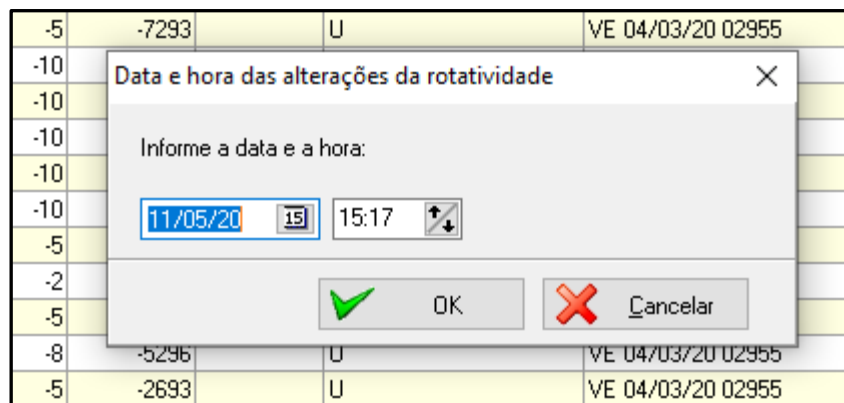 -5 -7293 U VE 04/03/20 02955
-10
Data e hora das alterações da rotatividade
-10
-10
Informe a data e a hora:
-10
-10
11/05/20 15 15:17
-5
-2
-5
OK Cancelar
-8 -5296 U VE 04/03/20 02955
-5 -2693 U VE 04/03/20 02955